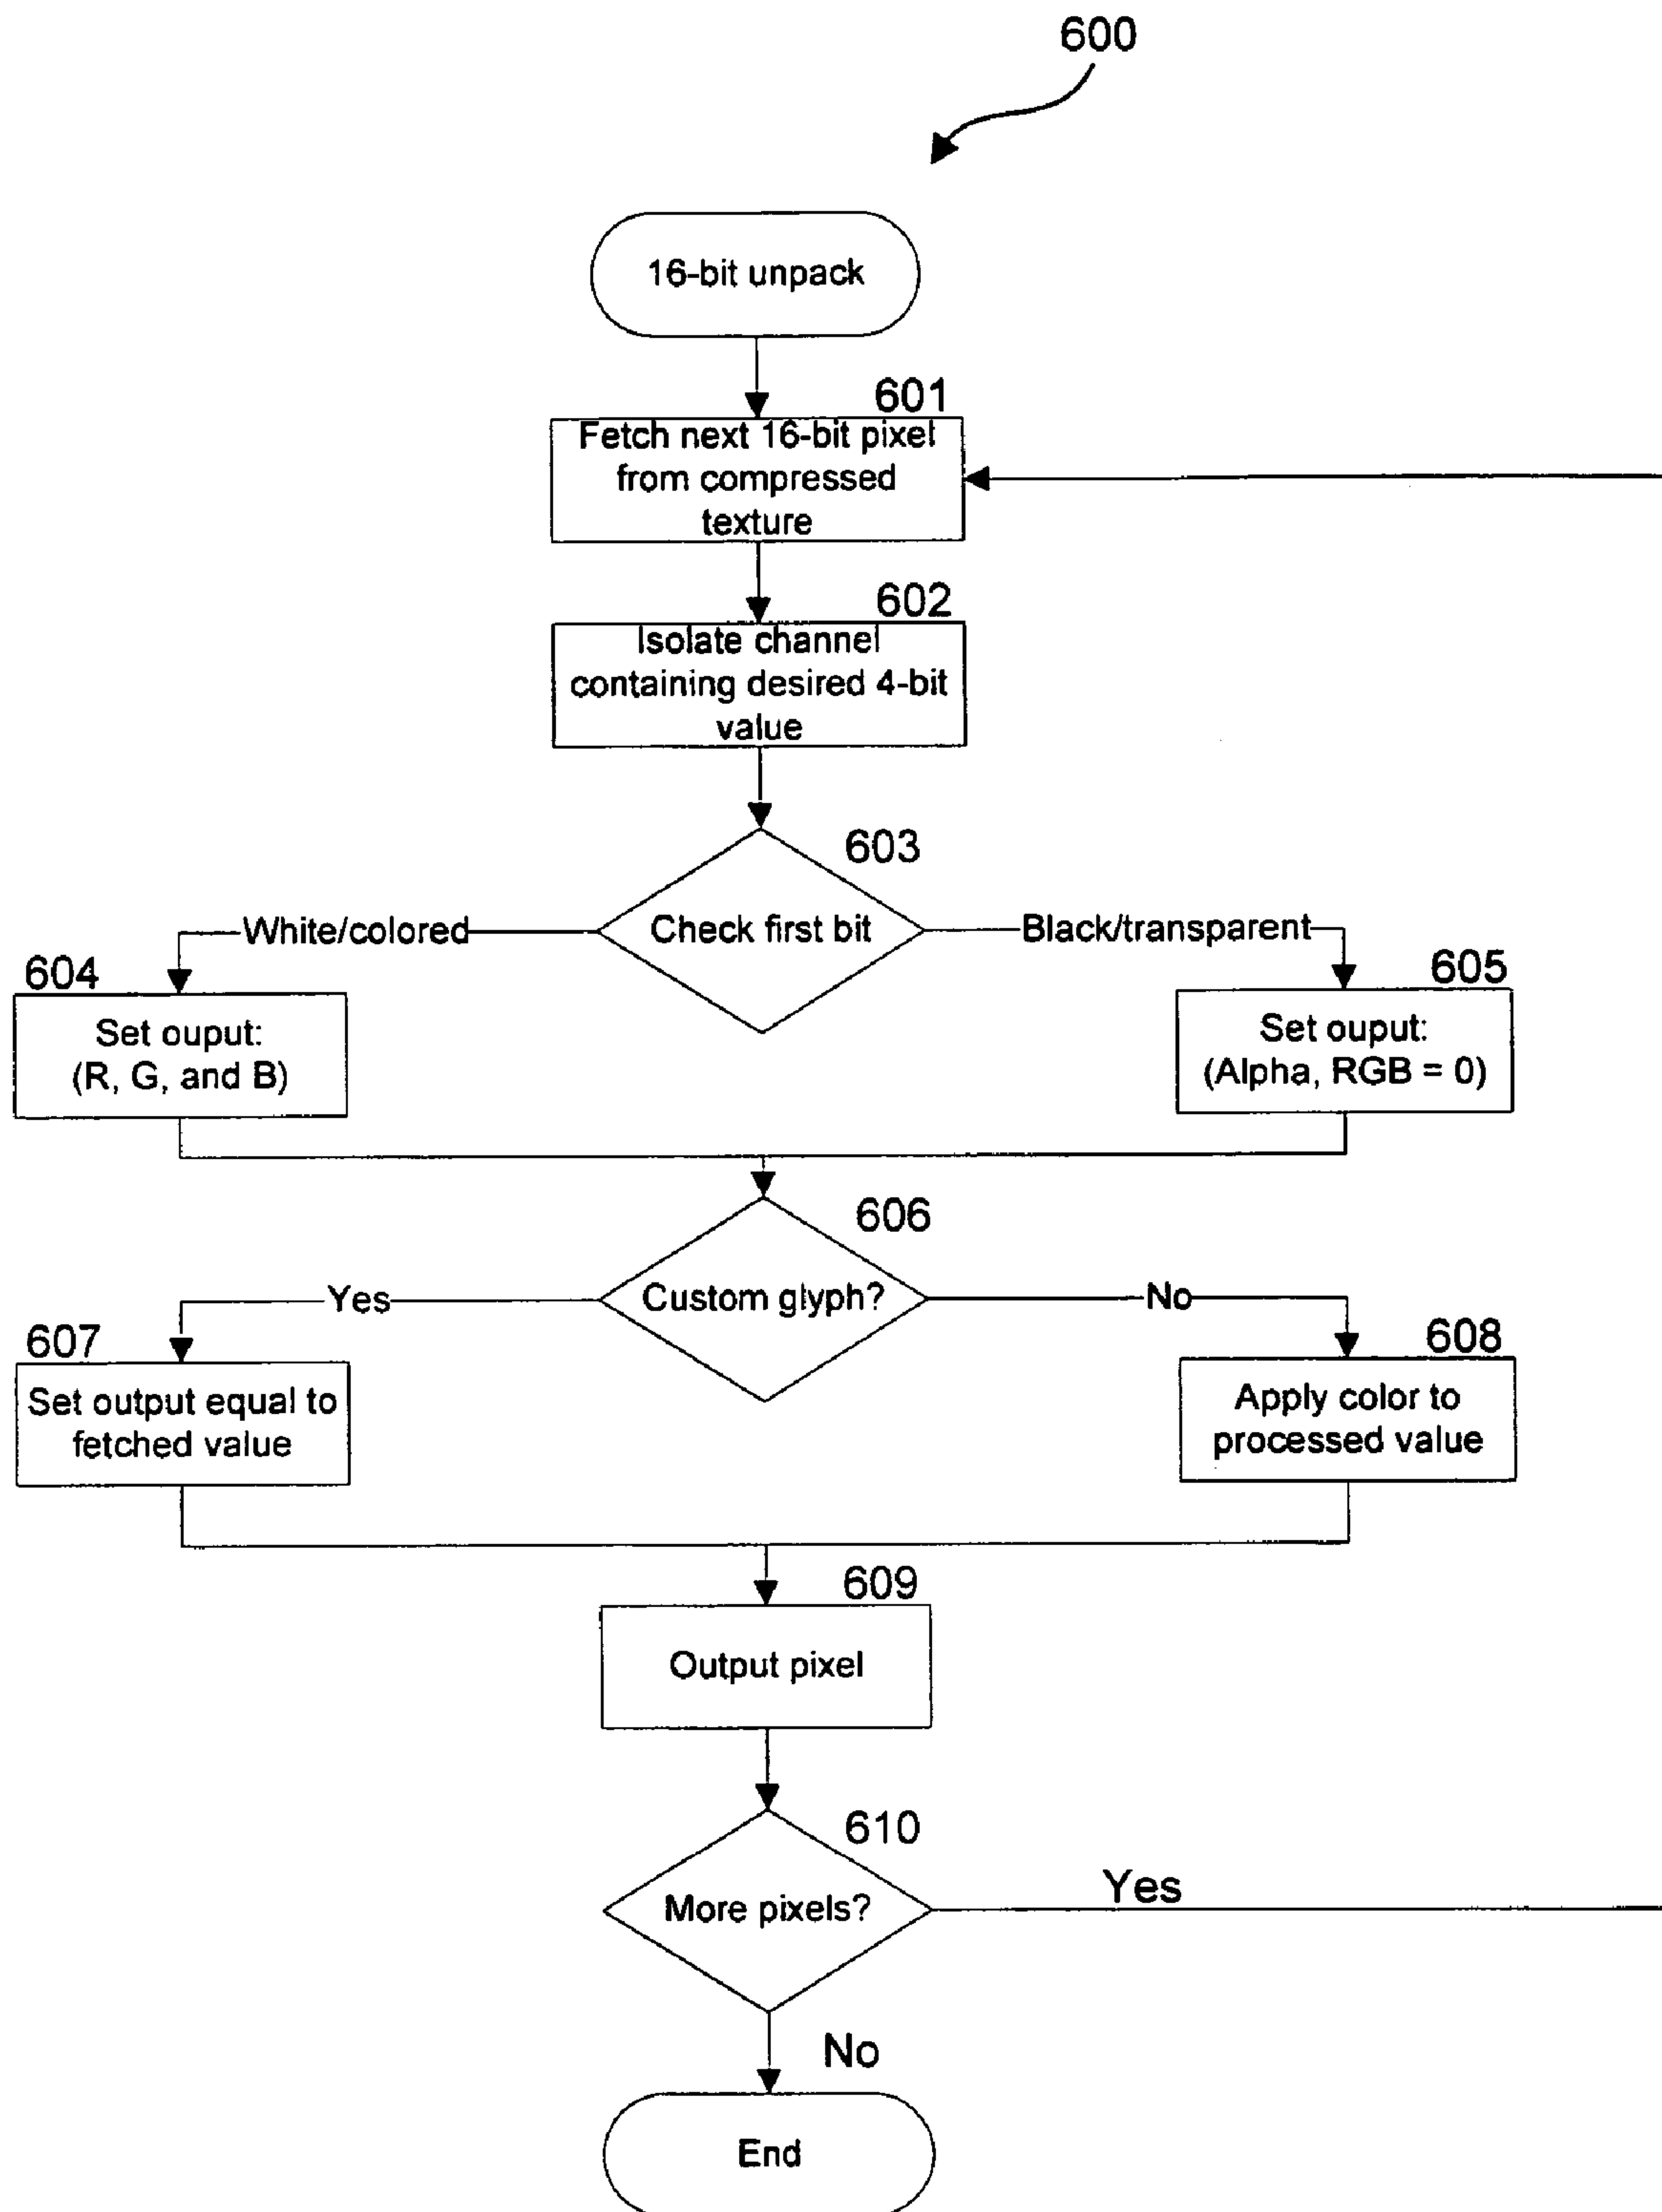 600
16-bit unpack
601
Fetch next 16-bit pixel
from compressed
texture
602
Isolate channel
containing desired 4-bit
value
603
Check first bit
White/colored
Black/transparent
604
Set ouput:
(R, G, and B)
605
Set ouput:
(Alpha, RGB = 0)
606
Custom glyph?
Yes
No
607
Set output equal to
fetched value
608
Apply color to
processed value
609
Output pixel
610
More pixels?
Yes
No
End